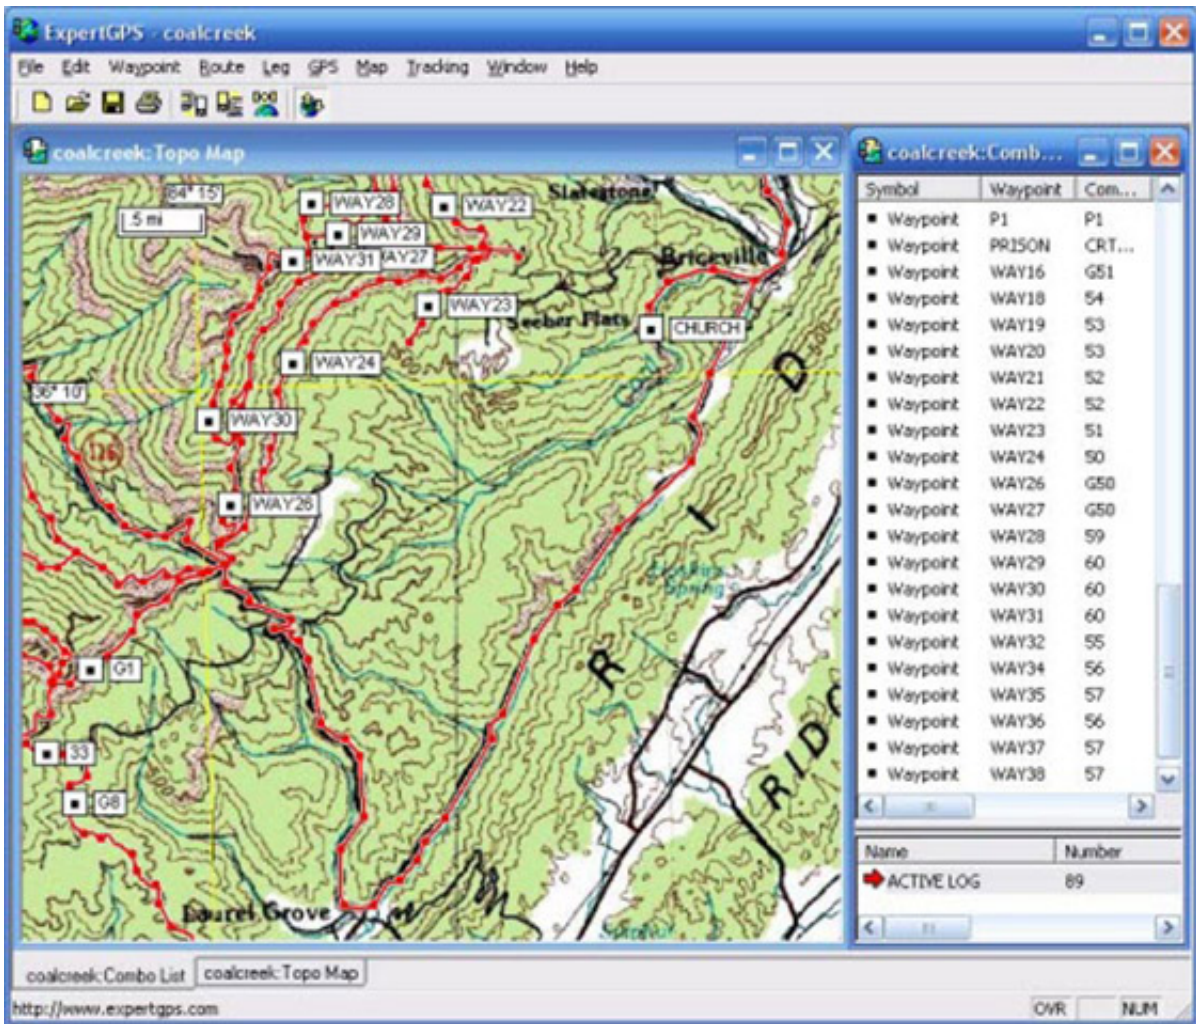 ExpertGPS - coalcreek
File Edit Waypoint Route Leg GPS Map Tracking Window Help
coalcreek:Topo Map
84° 15'
.5 mi
WAY28
WAY22
Slatestone
WAY29
WAY31
WAY27
Briceville
WAY23
Beeber Flats
CHURCH
WAY24
36° 10'
WAY30
116
WAY26
D
I
R
Spring
G1
33
G8
RIDG
Laurel Grove
coalcreek:Comb...
Symbol Waypoint Com...
Waypoint P1 P1
Waypoint PRISON CRT...
Waypoint WAY16 G51
Waypoint WAY18 54
Waypoint WAY19 53
Waypoint WAY20 53
Waypoint WAY21 52
Waypoint WAY22 52
Waypoint WAY23 51
Waypoint WAY24 50
Waypoint WAY26 G50
Waypoint WAY27 G50
Waypoint WAY28 59
Waypoint WAY29 60
Waypoint WAY30 60
Waypoint WAY31 60
Waypoint WAY32 55
Waypoint WAY34 56
Waypoint WAY35 57
Waypoint WAY36 56
Waypoint WAY37 57
Waypoint WAY38 57
Name Number
ACTIVE LOG 89
coalcreek:Combo List coalcreek:Topo Map
http://www.expertgps.com OVR NUM